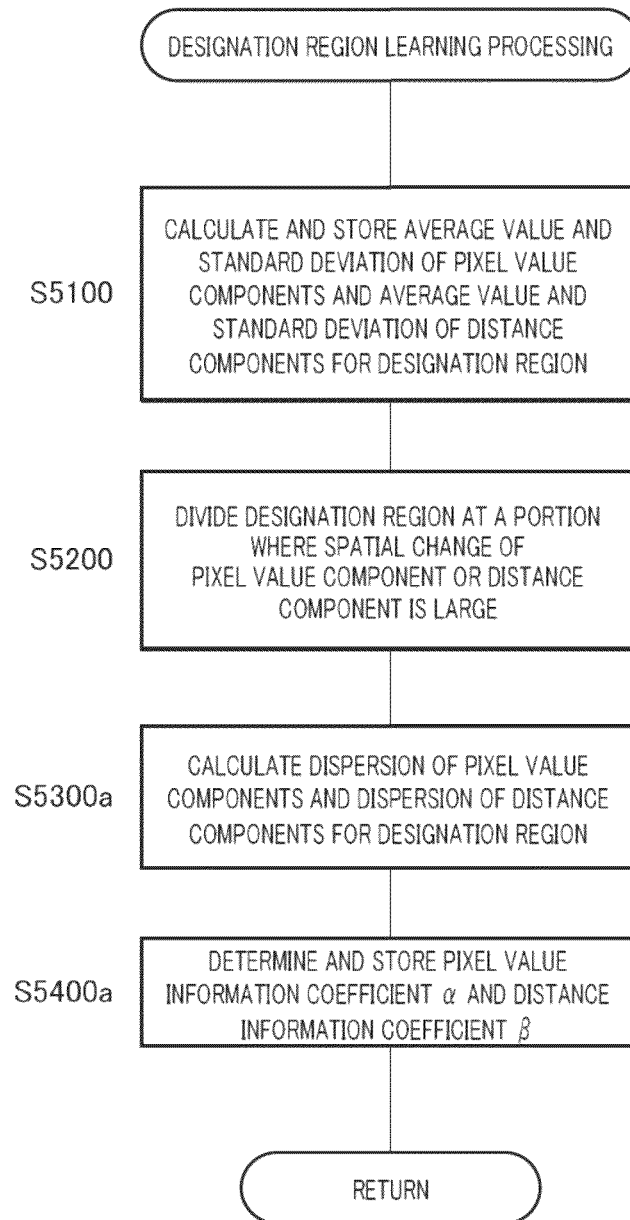 DESIGNATION REGION LEARNING PROCESSING
S5100
CALCULATE AND STORE AVERAGE VALUE AND
STANDARD DEVIATION OF PIXEL VALUE
COMPONENTS AND AVERAGE VALUE AND
STANDARD DEVIATION OF DISTANCE
COMPONENTS FOR DESIGNATION REGION
S5200
DIVIDE DESIGNATION REGION AT A PORTION
WHERE SPATIAL CHANGE OF
PIXEL VALUE COMPONENT OR DISTANCE
COMPONENT IS LARGE
S5300a
CALCULATE DISPERSION OF PIXEL VALUE
COMPONENTS AND DISPERSION OF DISTANCE
COMPONENTS FOR DESIGNATION REGION
S5400a
DETERMINE AND STORE PIXEL VALUE
INFORMATION COEFFICIENT α AND DISTANCE
INFORMATION COEFFICIENT β
RETURN